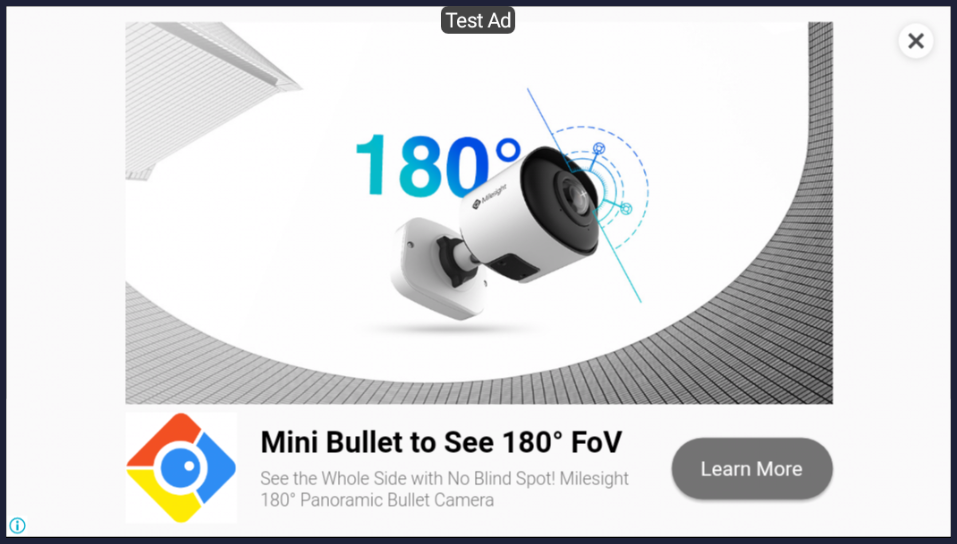 Test Ad
180°
Milesight
Mini Bullet to See 180° FoV
See the Whole Side with No Blind Spot! Milesight
180° Panoramic Bullet Camera
Learn More